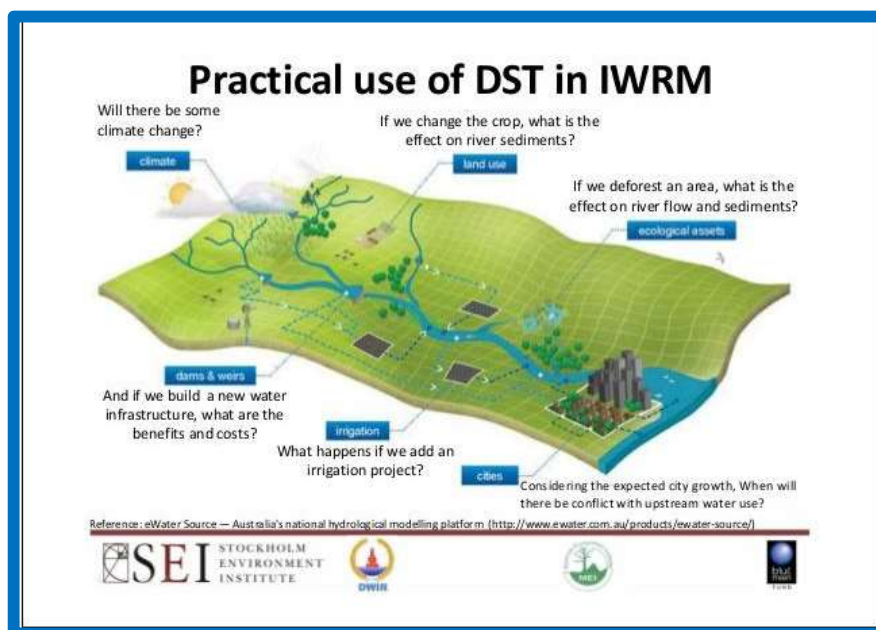 Practical use of DST in IWRM
Will there be some
climate change?
climate
If we change the crop, what is the
effect on river sediments?
land use
If we deforest an area, what is the
effect on river flow and sediments?
ecological assets
dams & weirs
And if we build a new water
infrastructure, what are the
benefits and costs?
irrigation
What happens if we add an
irrigation project?
cities
Considering the expected city growth, When will
there be conflict with upstream water use?
Reference: eWater Source — Australia's national hydrological modelling platform (http://www.ewater.com.au/products/ewater-source/)
SEI
STOCKHOLM
ENVIRONMENT
INSTITUTE
DWIR
MEI
blue
moon
FUND